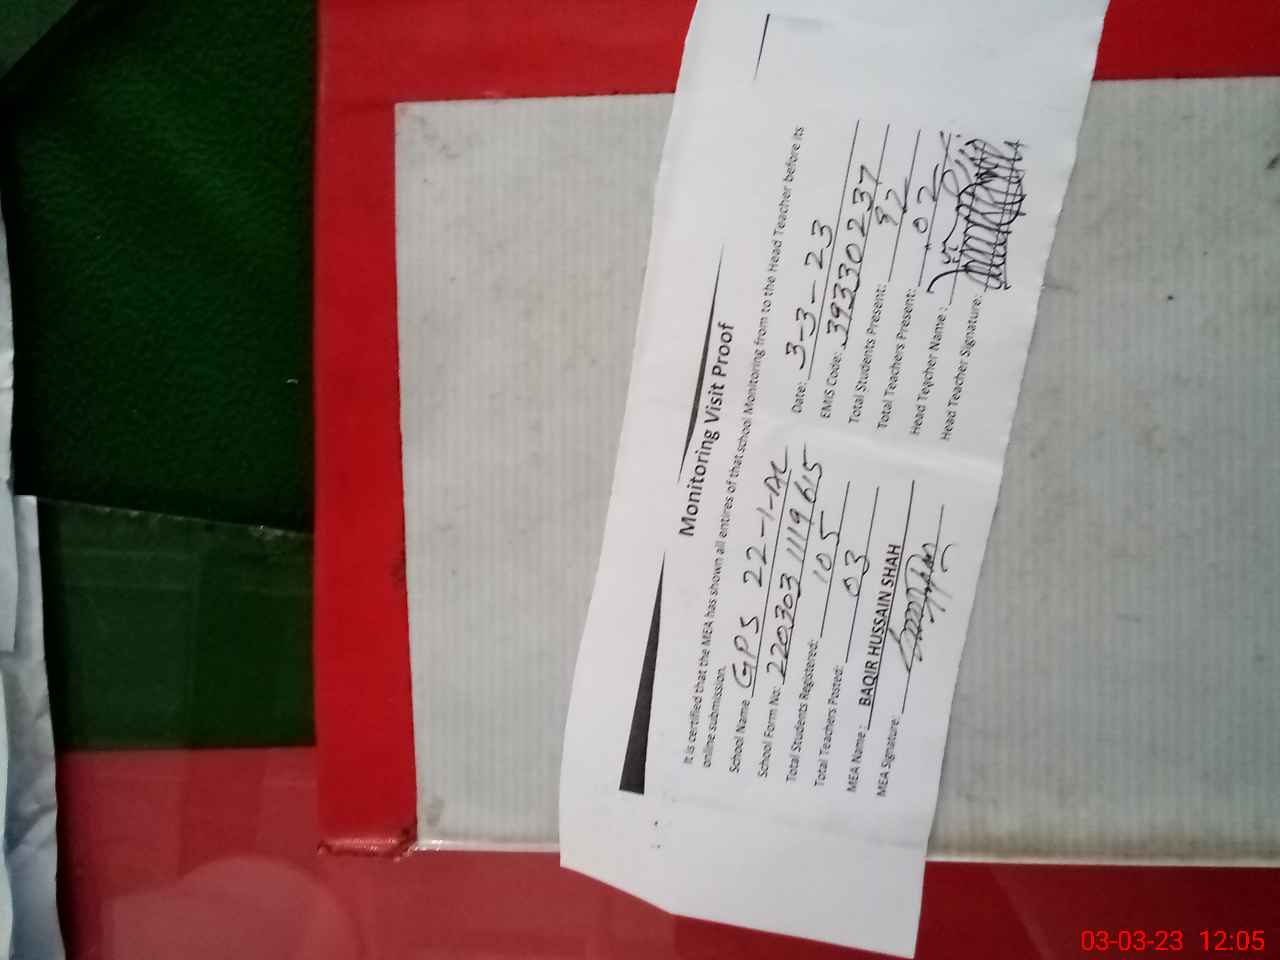 Monitoring Visit Proof
It is certified that the MEA has shown all entires of that school Monitoring from to the Head Teacher before its
online submission.
School Name GPS 22-1-AL Date: 3-3-23
School Form No: 220303 1119615 EMIS Code: 39330237
Total Students Registered: 105 Total Students Present: 92
Total Teachers Posted: 03 Total Teachers Present: 02
MEA Name: BAQIR HUSSAIN SHAH Head Teacher Name:
MEA Signature: Head Teacher Signature:
03-03-23 12:05